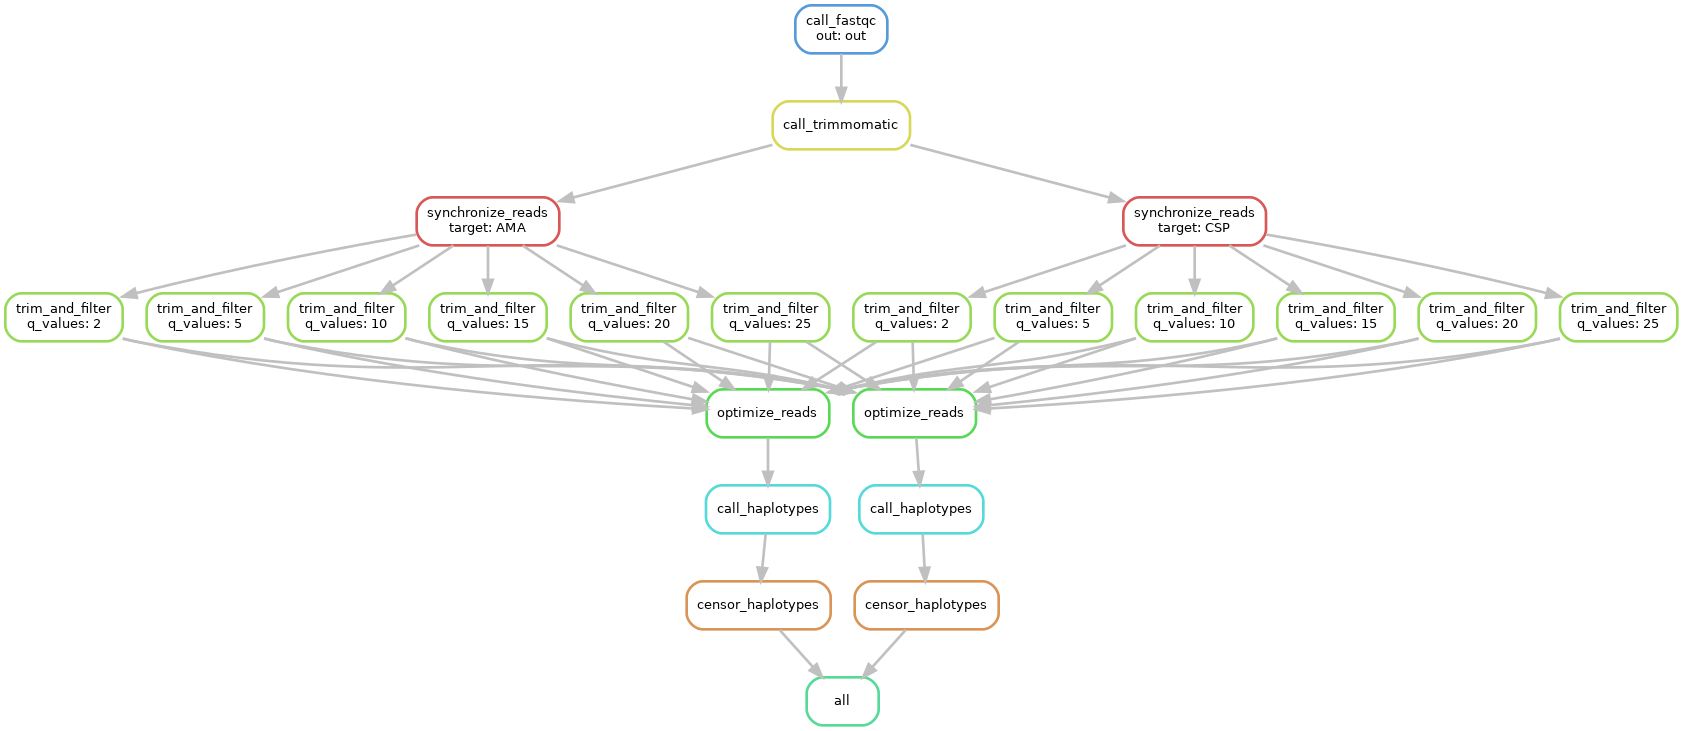 call_fastqc
out: out
call_trimmomatic
synchronize_reads
target: AMA
synchronize_reads
target: CSP
trim_and_filter
q_values: 2
trim_and_filter
q_values: 5
trim_and_filter
q_values: 10
trim_and_filter
q_values: 15
trim_and_filter
q_values: 20
trim_and_filter
q_values: 25
trim_and_filter
q_values: 2
trim_and_filter
q_values: 5
trim_and_filter
q_values: 10
trim_and_filter
q_values: 15
trim_and_filter
q_values: 20
trim_and_filter
q_values: 25
optimize_reads
optimize_reads
call_haplotypes
call_haplotypes
censor_haplotypes
censor_haplotypes
all